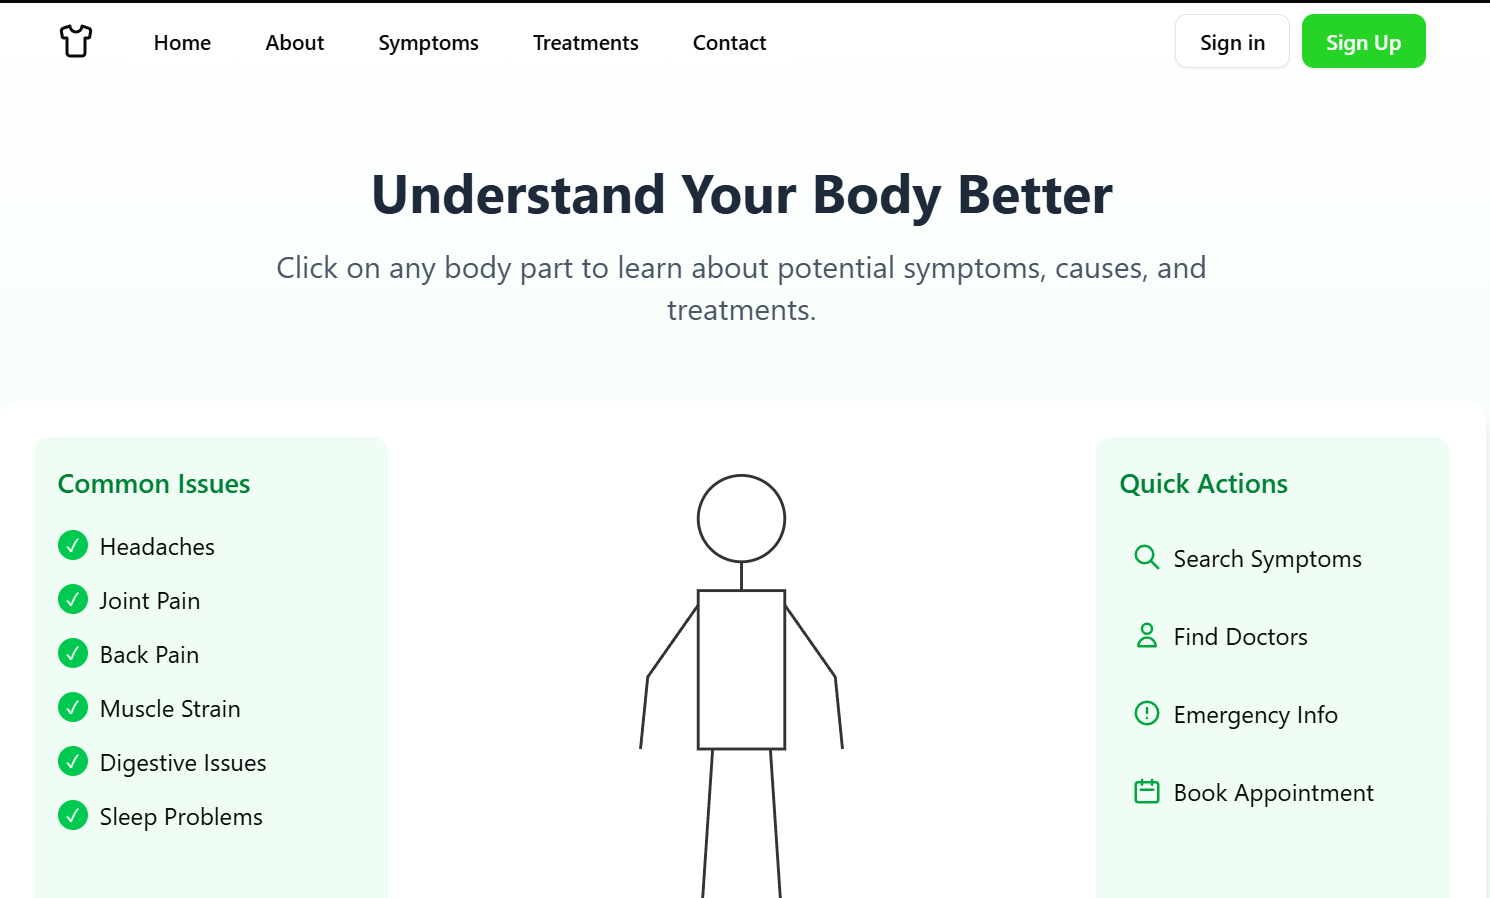 Home
About
Symptoms
Treatments
Contact
Sign in
Sign Up
Understand Your Body Better
Click on any body part to learn about potential symptoms, causes, and
treatments.
Common Issues
Headaches
Joint Pain
Back Pain
Muscle Strain
Digestive Issues
Sleep Problems
Quick Actions
Search Symptoms
Find Doctors
Emergency Info
Book Appointment